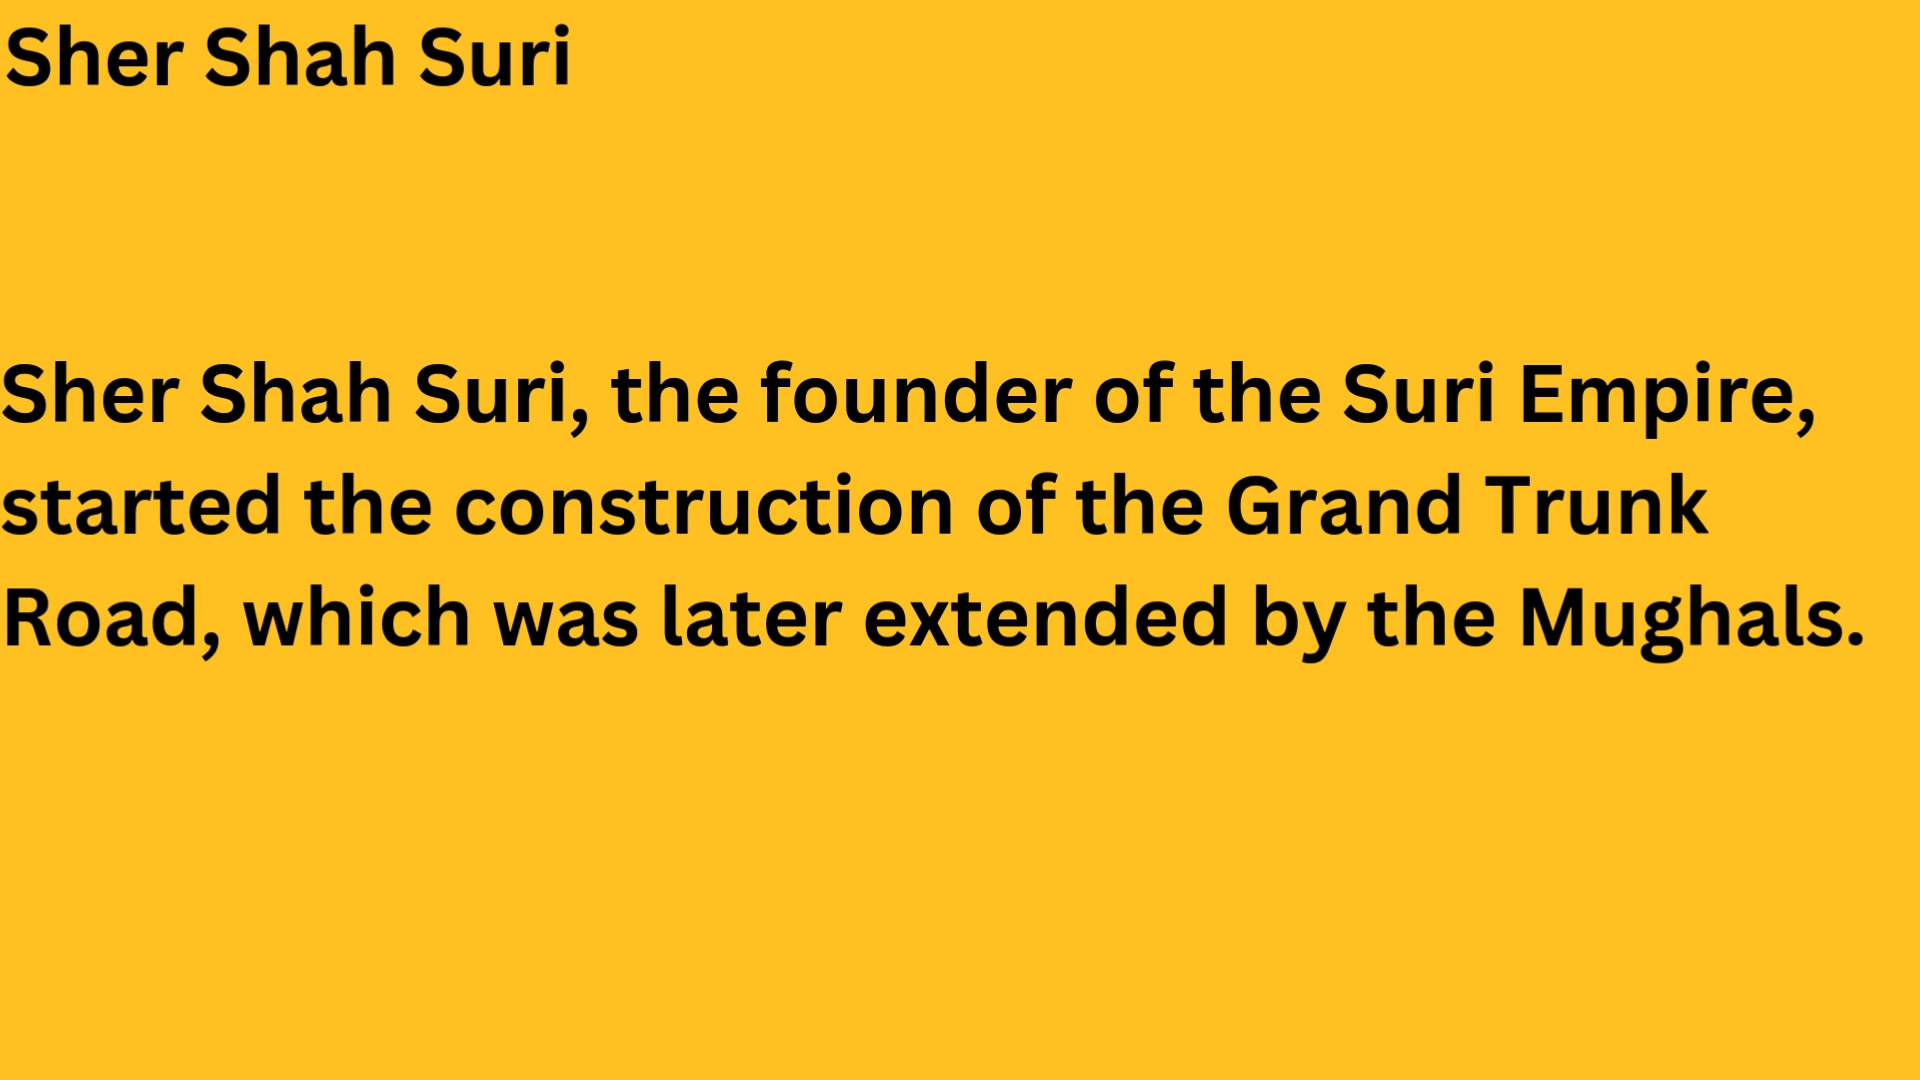 Sher Shah Suri
Sher Shah Suri, the founder of the Suri Empire,
started the construction of the Grand Trunk
Road, which was later extended by the Mughals.